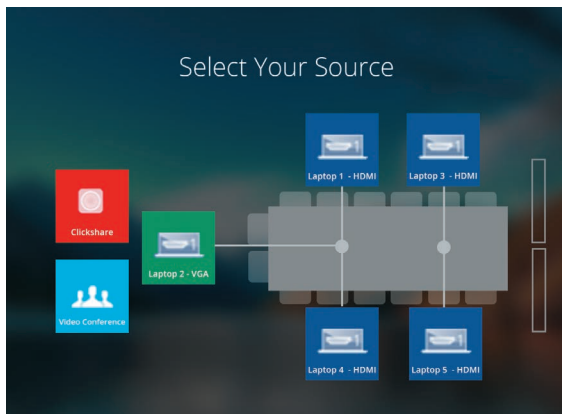 Select Your Source
Laptop 1 - HDMI
Laptop 3 - HDMI
Clickshare
Laptop 2 - VGA
Video Conference
Laptop 4 - HDMI
Laptop 5 - HDMI